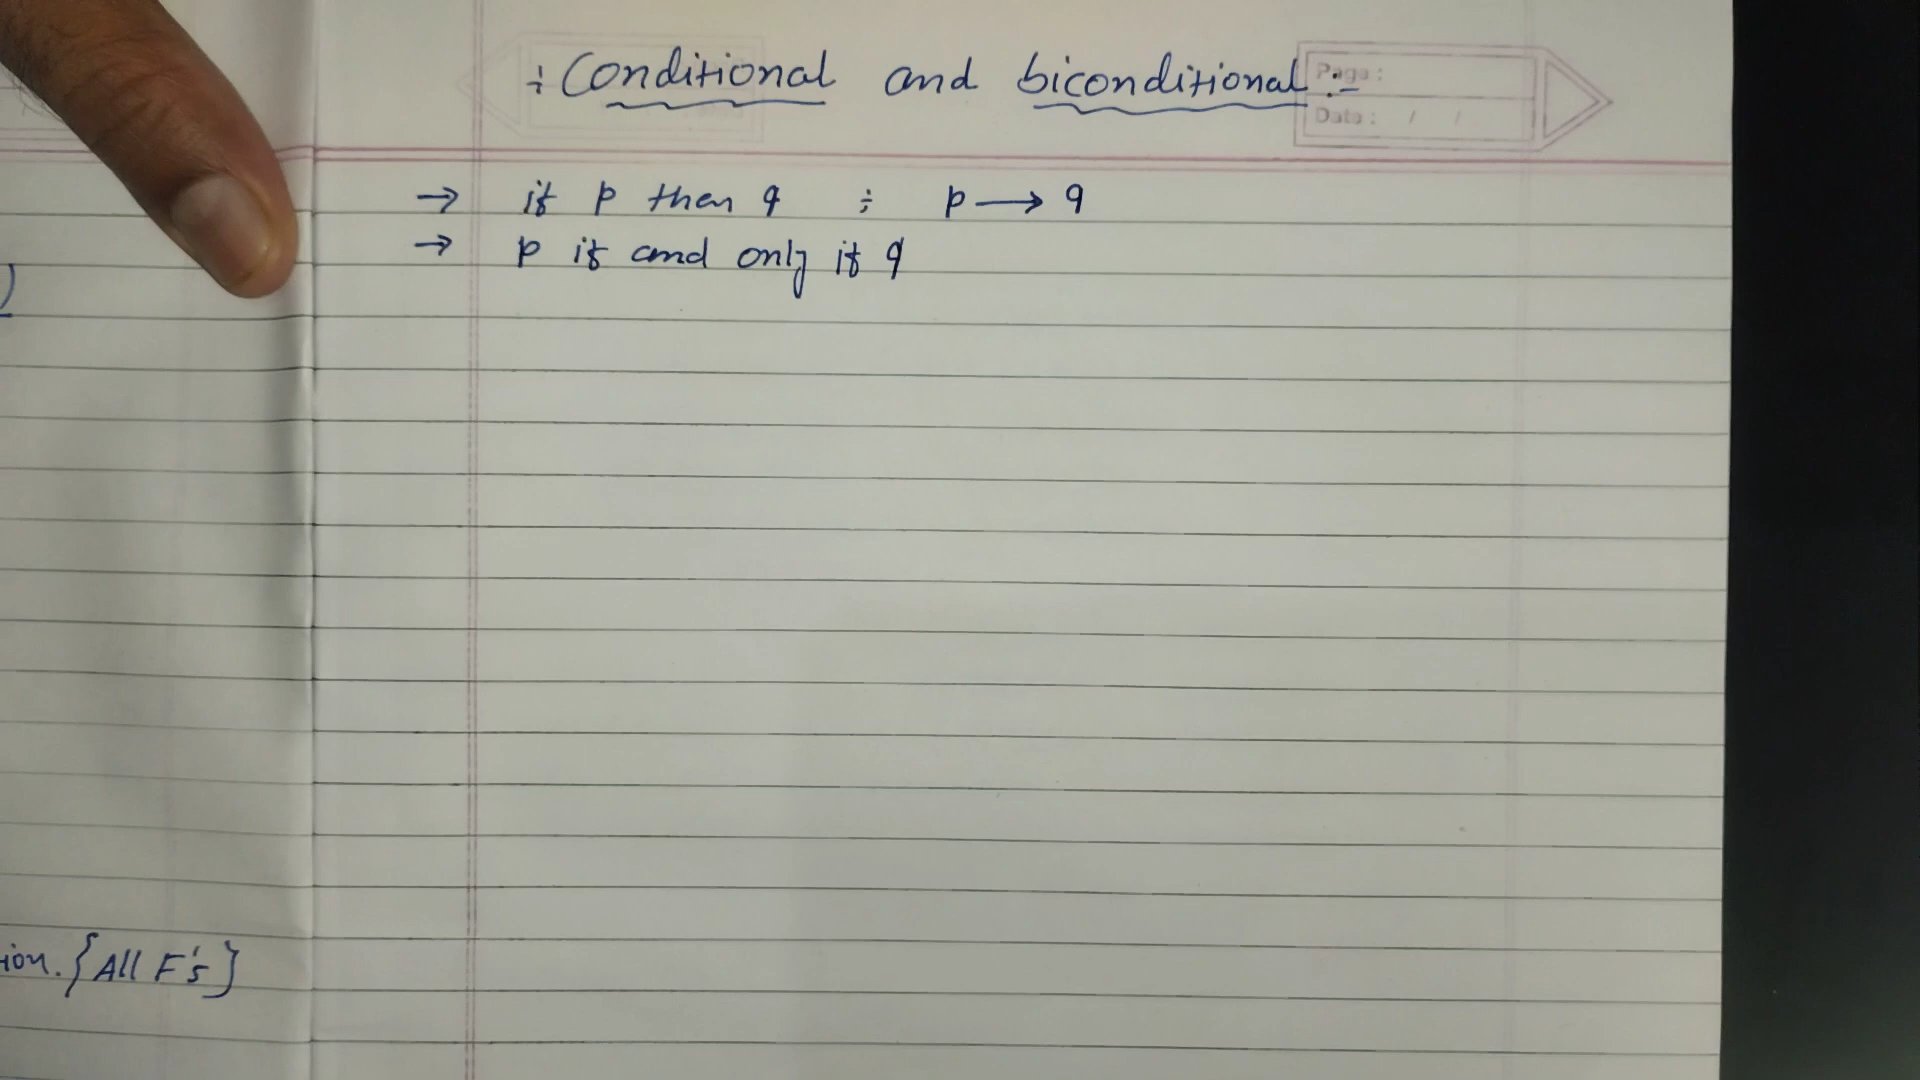 :- Conditional and biconditional :-
Page :
Date : / /
→ if p then q : p ⟶ q
→ p if and only if q
)
ion. {All F's}